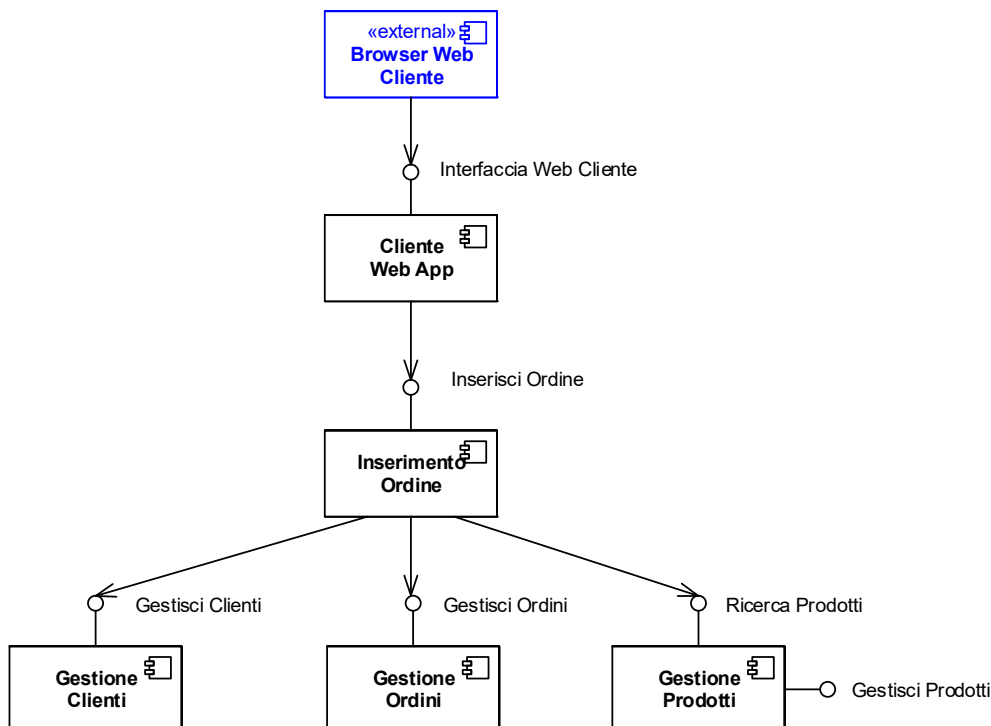 «external»
Browser Web
Cliente
Interfaccia Web Cliente
Cliente
Web App
Inserisci Ordine
Inserimento
Ordine
Gestisci Clienti
Gestisci Ordini
Ricerca Prodotti
Gestione
Clienti
Gestione
Ordini
Gestione
Prodotti
Gestisci Prodotti